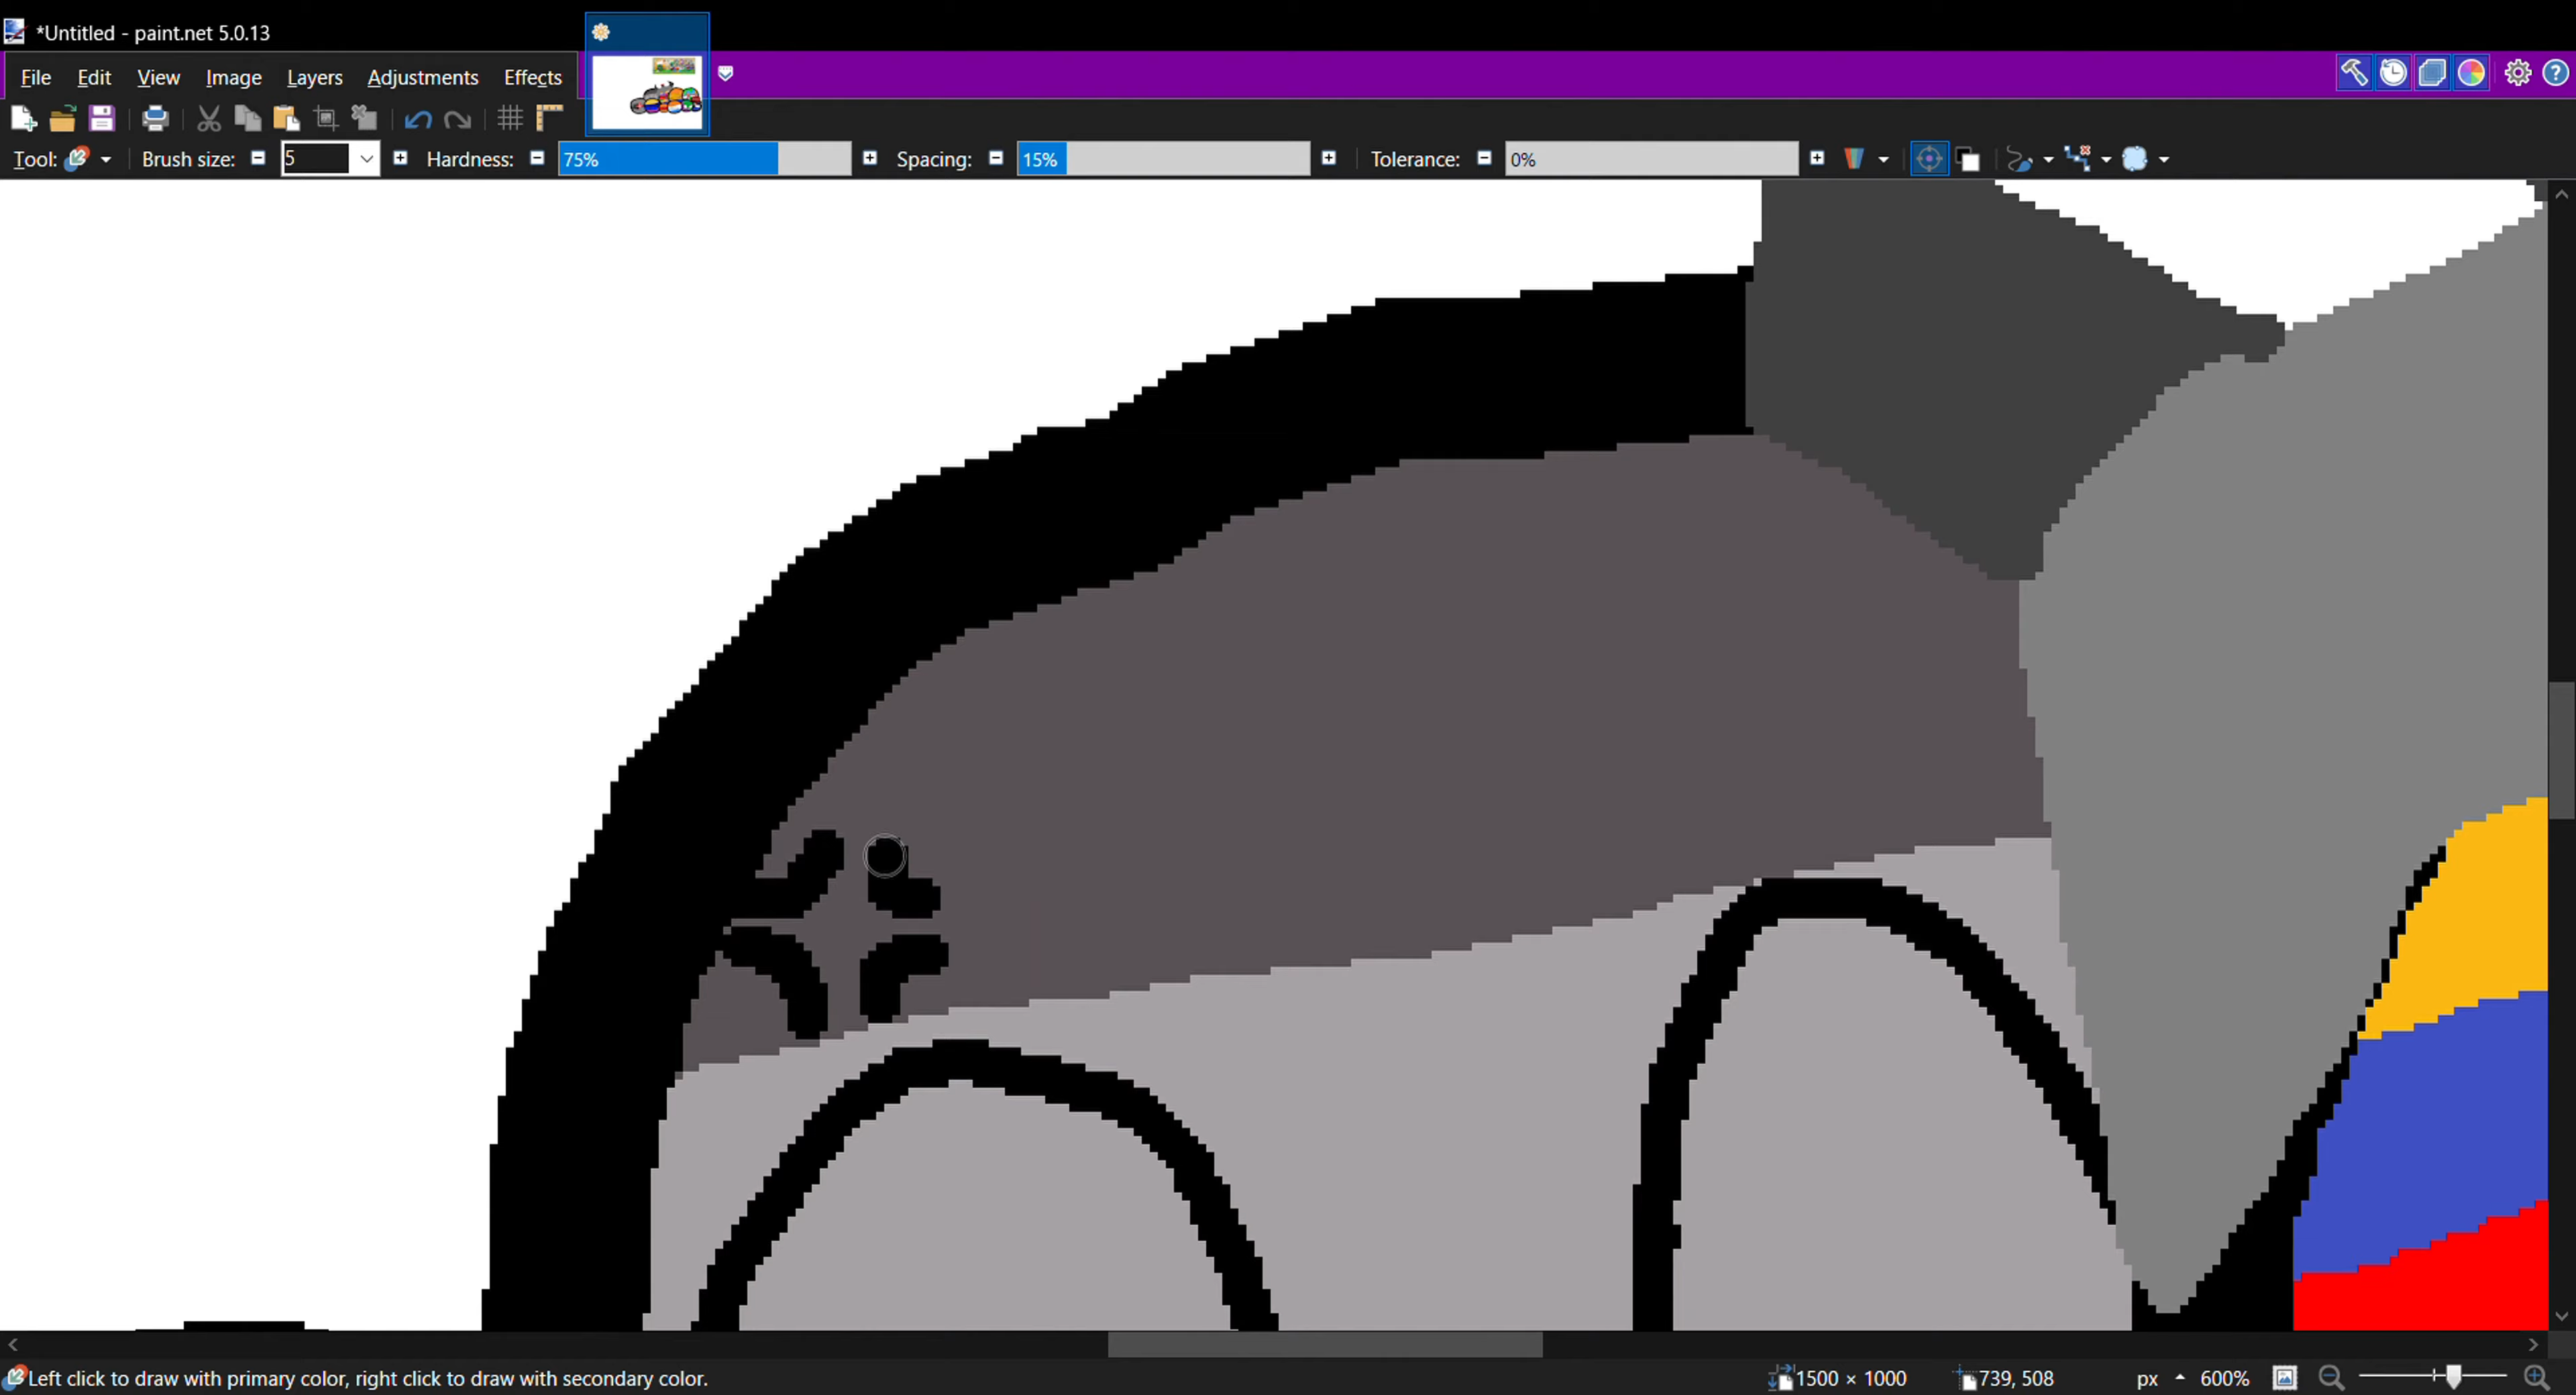 *Untitled - paint.net 5.0.13
File Edit View Image Layers Adjustments Effects
Tool: Brush size: 5 Hardness: 75% Spacing: 15% Tolerance: 0%
Left click to draw with primary color, right click to draw with secondary color. 1500 × 1000 739, 508 px 600%